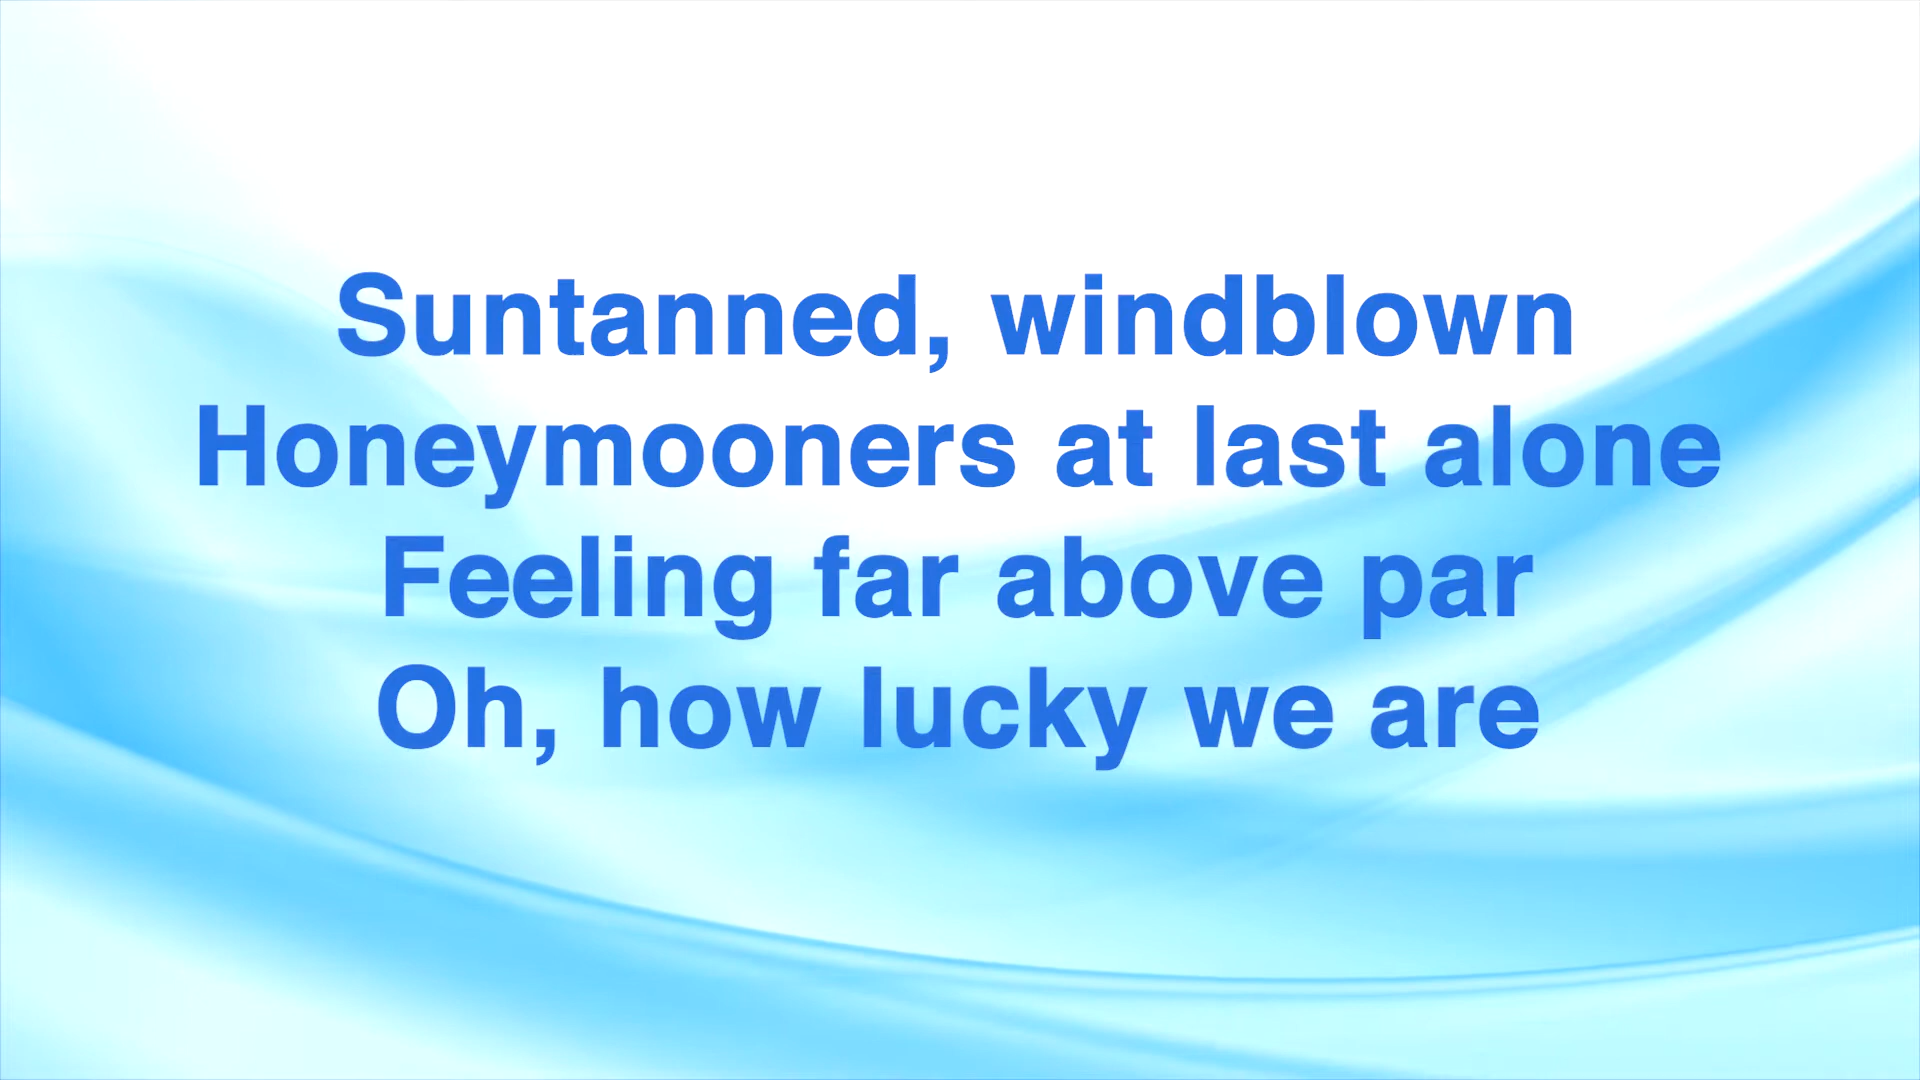 Suntanned, windblown
Honeymooners at last alone
Feeling far above par
Oh, how lucky we are